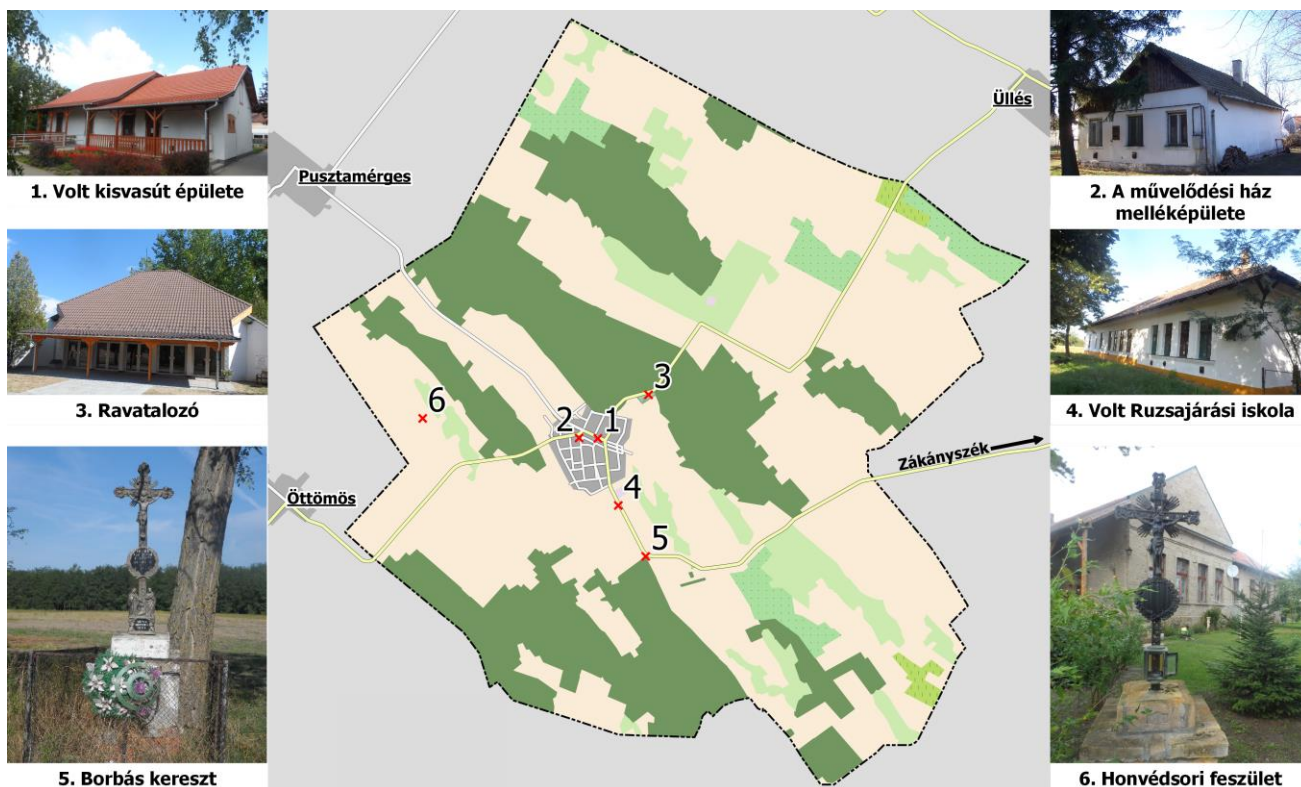 1. Volt kisvasút épülete
2. A művelődési ház
melléképülete
3. Ravatalozó
4. Volt Ruzsajárási iskola
5. Borbás kereszt
6. Honvédsori feszület
Pusztamérges
Üllés
Öttömös
Zákányszék
3
6
2
1
4
5